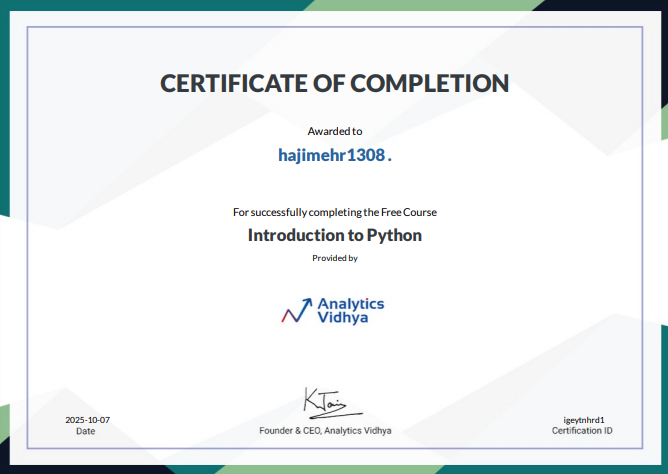 CERTIFICATE OF COMPLETION
Awarded to
hajimehr1308 .
For successfully completing the Free Course
Introduction to Python
Provided by
Analytics
Vidhya
KJain
2025-10-07
Date
Founder & CEO, Analytics Vidhya
igeytnhrd1
Certification ID